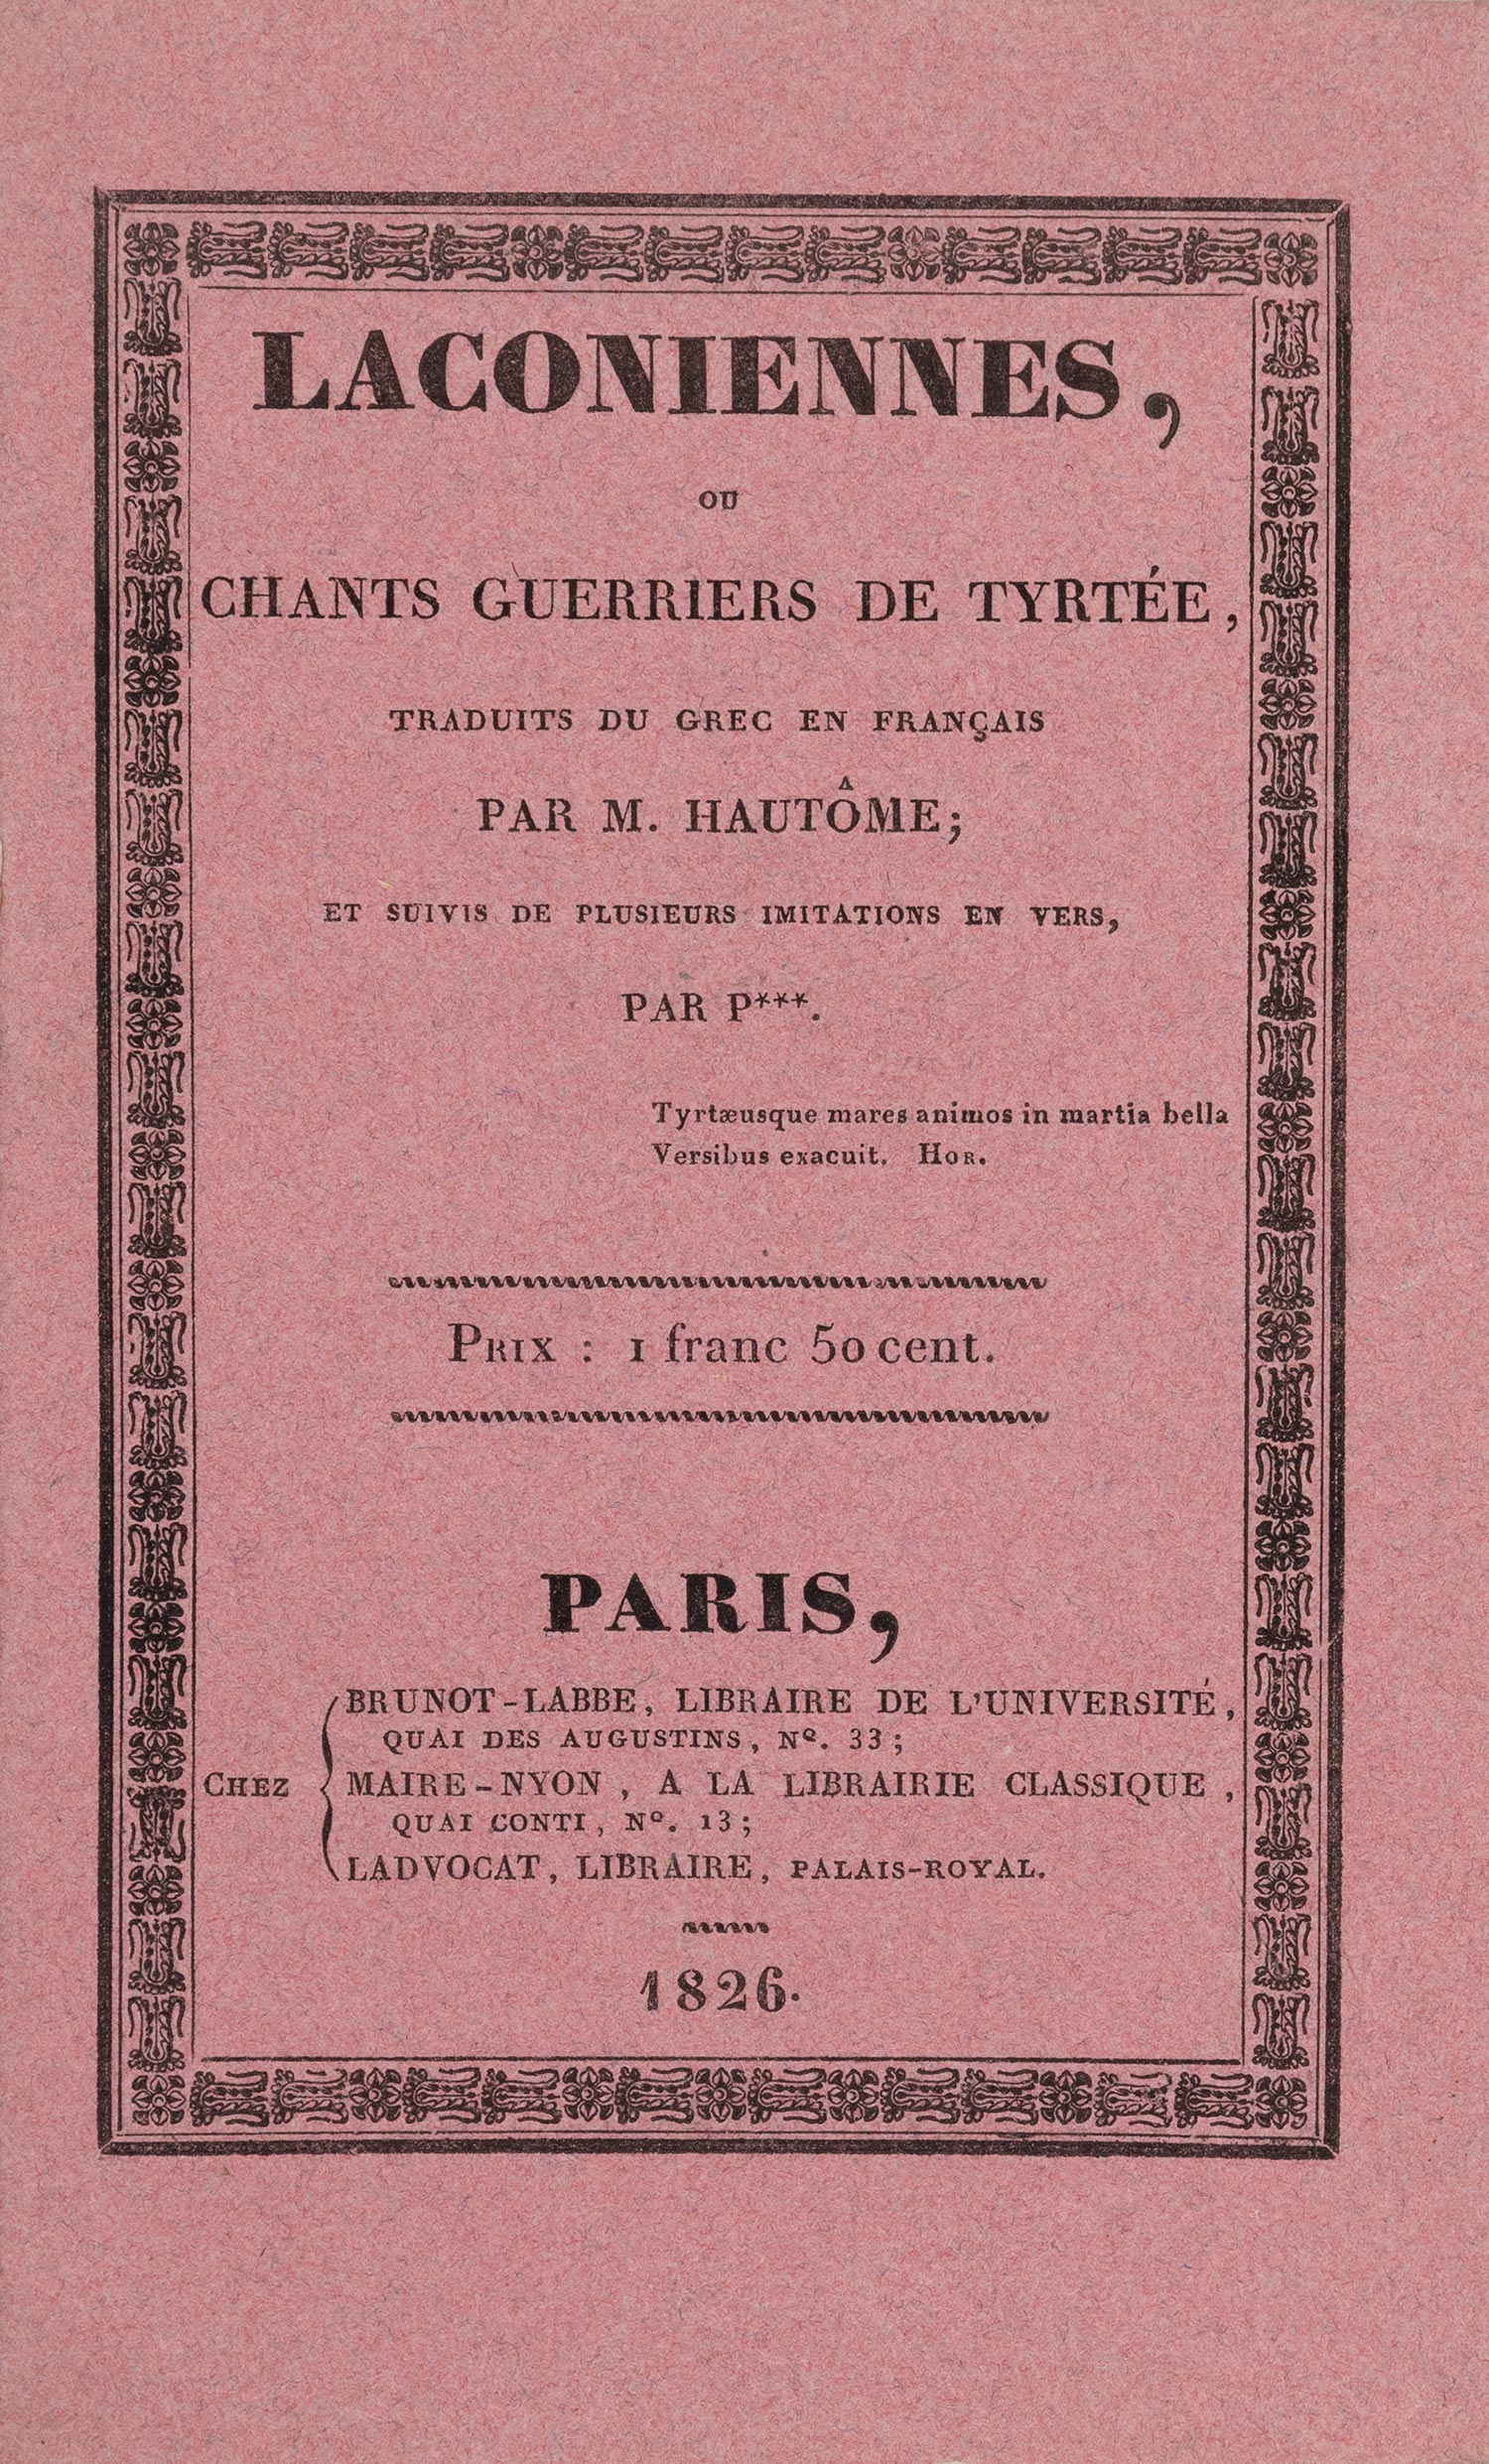 LACONIENNES,
OU
CHANTS GUERRIERS DE TYRTÉE,
TRADUITS DU GREC EN FRANÇAIS
PAR M. HAUTÔME;
ET SUIVIS DE PLUSIEURS IMITATIONS EN VERS,
PAR P***.
Tyrtæusque mares animos in martia bella
Versibus exacuit. HOR.
PRIX : 1 franc 50 cent.
PARIS,
BRUNOT-LABBE, LIBRAIRE DE L'UNIVERSITÉ,
QUAI DES AUGUSTINS, Nº. 33;
CHEZ MAIRE-NYON, A LA LIBRAIRIE CLASSIQUE,
QUAI CONTI, Nº. 13;
LADVOCAT, LIBRAIRE, PALAIS-ROYAL.
1826.